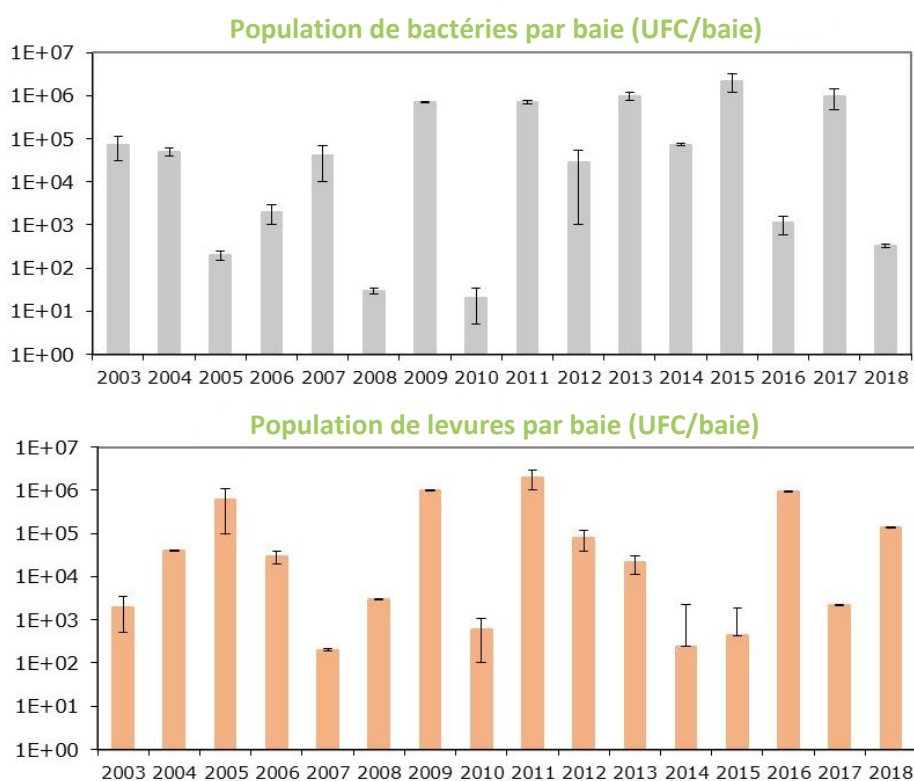 Population de bactéries par baie (UFC/baie)
1E+07
1E+06
1E+05
1E+04
1E+03
1E+02
1E+01
1E+00
2003 2004 2005 2006 2007 2008 2009 2010 2011 2012 2013 2014 2015 2016 2017 2018
Population de levures par baie (UFC/baie)
1E+07
1E+06
1E+05
1E+04
1E+03
1E+02
1E+01
1E+00
2003 2004 2005 2006 2007 2008 2009 2010 2011 2012 2013 2014 2015 2016 2017 2018